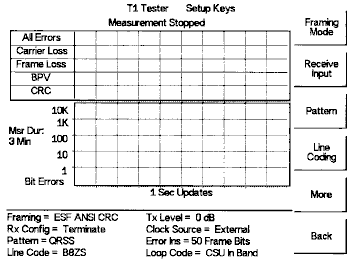 T1 Tester Setup Keys
Measurement Stopped
All Errors
Carrier Loss
Frame Loss
BPV
CRC
10K
1K
Msr Dur:
3 Min
100
10
1
Bit Errors
1 Sec Updates
Framing = ESF ANSI CRC
Rx Config = Terminate
Pattern = QRSS
Line Code = B8ZS
Tx Level = 0 dB
Clock Source = External
Error Ins = 50 Frame Bits
Loop Code = CSU In Band
Framing
Mode
Receive
Input
Pattern
Line
Coding
More
Back